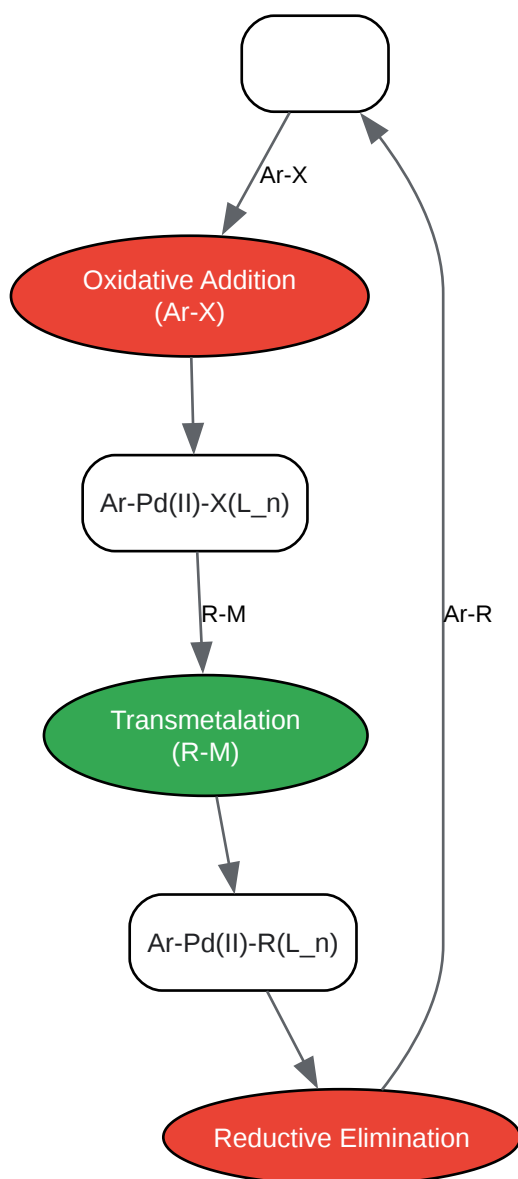 Ar-X
Oxidative Addition
(Ar-X)
Ar-Pd(II)-X(L_n)
R-M
Ar-R
Transmetalation
(R-M)
Ar-Pd(II)-R(L_n)
Reductive Elimination